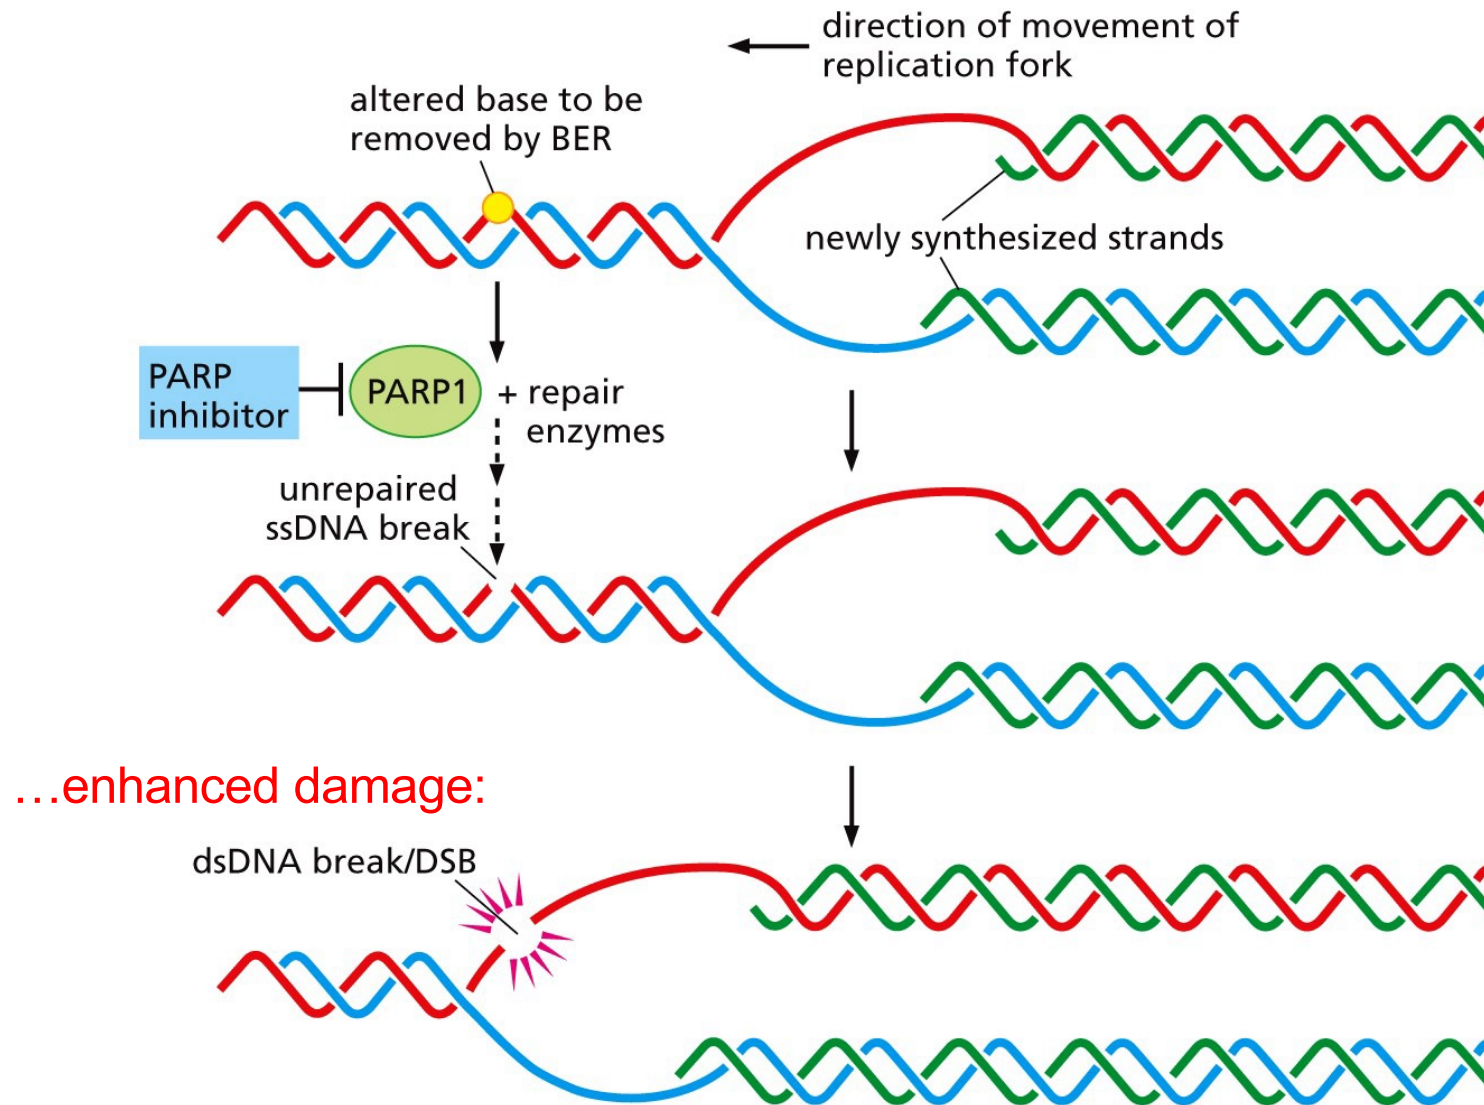 direction of movement of
replication fork
altered base to be
removed by BER
newly synthesized strands
PARP
inhibitor
PARP1
+ repair
enzymes
unrepaired
ssDNA break
…enhanced damage:
dsDNA break/DSB